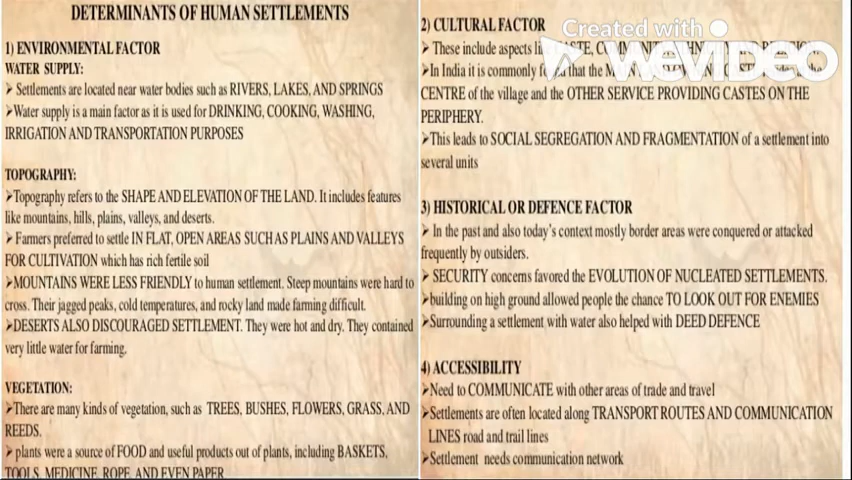 DETERMINANTS OF HUMAN SETTLEMENTS
1) ENVIRONMENTAL FACTOR
WATER SUPPLY:
➢ Settlements are located near water bodies such as RIVERS, LAKES, AND SPRINGS
➢Water supply is a main factor as it is used for DRINKING, COOKING, WASHING,
IRRIGATION AND TRANSPORTATION PURPOSES
TOPOGRAPHY:
➢Topography refers to the SHAPE AND ELEVATION OF THE LAND. It includes features
like mountains, hills, plains, valleys, and deserts.
➢ Farmers preferred to settle IN FLAT, OPEN AREAS SUCH AS PLAINS AND VALLEYS
FOR CULTIVATION which has rich fertile soil
➢MOUNTAINS WERE LESS FRIENDLY to human settlement. Steep mountains were hard to
cross. Their jagged peaks, cold temperatures, and rocky land made farming difficult.
➢DESERTS ALSO DISCOURAGED SETTLEMENT. They were hot and dry. They contained
very little water for farming.
VEGETATION:
➢There are many kinds of vegetation, such as TREES, BUSHES, FLOWERS, GRASS, AND
REEDS.
➢ plants were a source of FOOD and useful products out of plants, including BASKETS,
TOOLS, MEDICINE, ROPE, AND EVEN PAPER
2) CULTURAL FACTOR
Created with
WeVideo
➢ These include aspects
➢In India it is commonly that the
CENTRE of the village and the OTHER SERVICE PROVIDING CASTES ON THE
PERIPHERY.
➢This leads to SOCIAL SEGREGATION AND FRAGMENTATION of a settlement into
several units
3) HISTORICAL OR DEFENCE FACTOR
➢ In the past and also today's context mostly border areas were conquered or attacked
frequently by outsiders.
➢ SECURITY concerns favored the EVOLUTION OF NUCLEATED SETTLEMENTS.
➢building on high ground allowed people the chance TO LOOK OUT FOR ENEMIES
➢Surrounding a settlement with water also helped with DEED DEFENCE
4) ACCESSIBILITY
➢Need to COMMUNICATE with other areas of trade and travel
➢Settlements are often located along TRANSPORT ROUTES AND COMMUNICATION
LINES road and trail lines
➢Settlement needs communication network